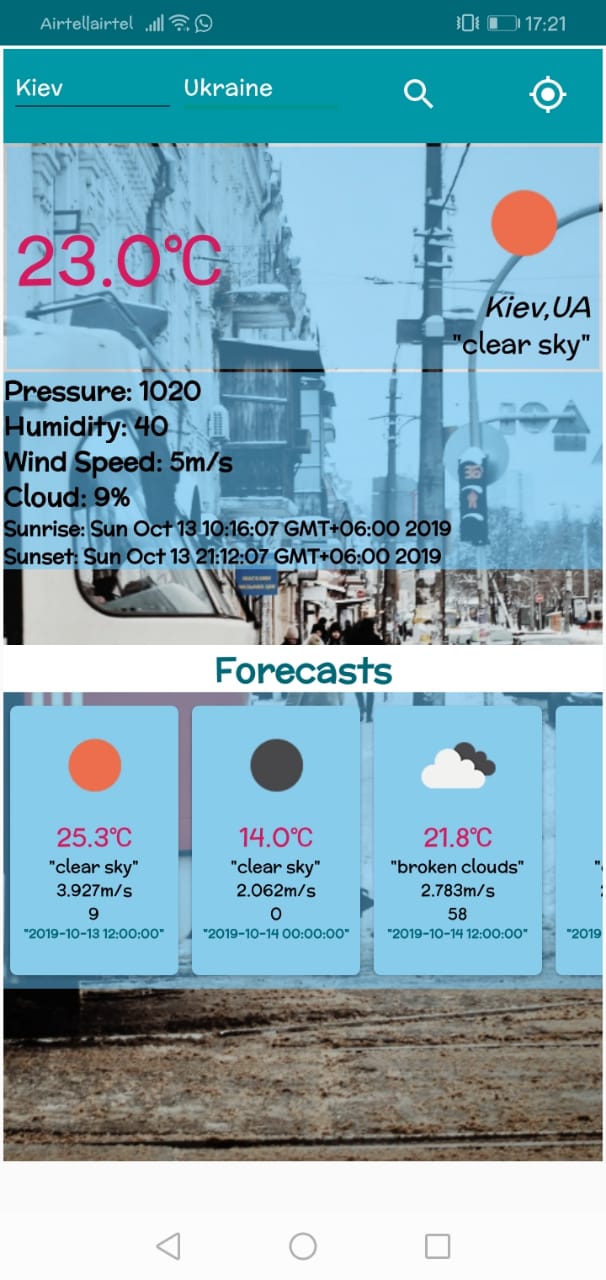 Airtel|airtel 17:21
Kiev Ukraine
23.0°C
Kiev,UA
"clear sky"
Pressure: 1020
Humidity: 40
Wind Speed: 5m/s
Cloud: 9%
Sunrise: Sun Oct 13 10:16:07 GMT+06:00 2019
Sunset: Sun Oct 13 21:12:07 GMT+06:00 2019
МАГАЗИН
Forecasts
25.3°C 14.0°C 21.8°C
"clear sky" "clear sky" "broken clouds"
3.927m/s 2.062m/s 2.783m/s
9 0 58
"2019-10-13 12:00:00" "2019-10-14 00:00:00" "2019-10-14 12:00:00" "2019